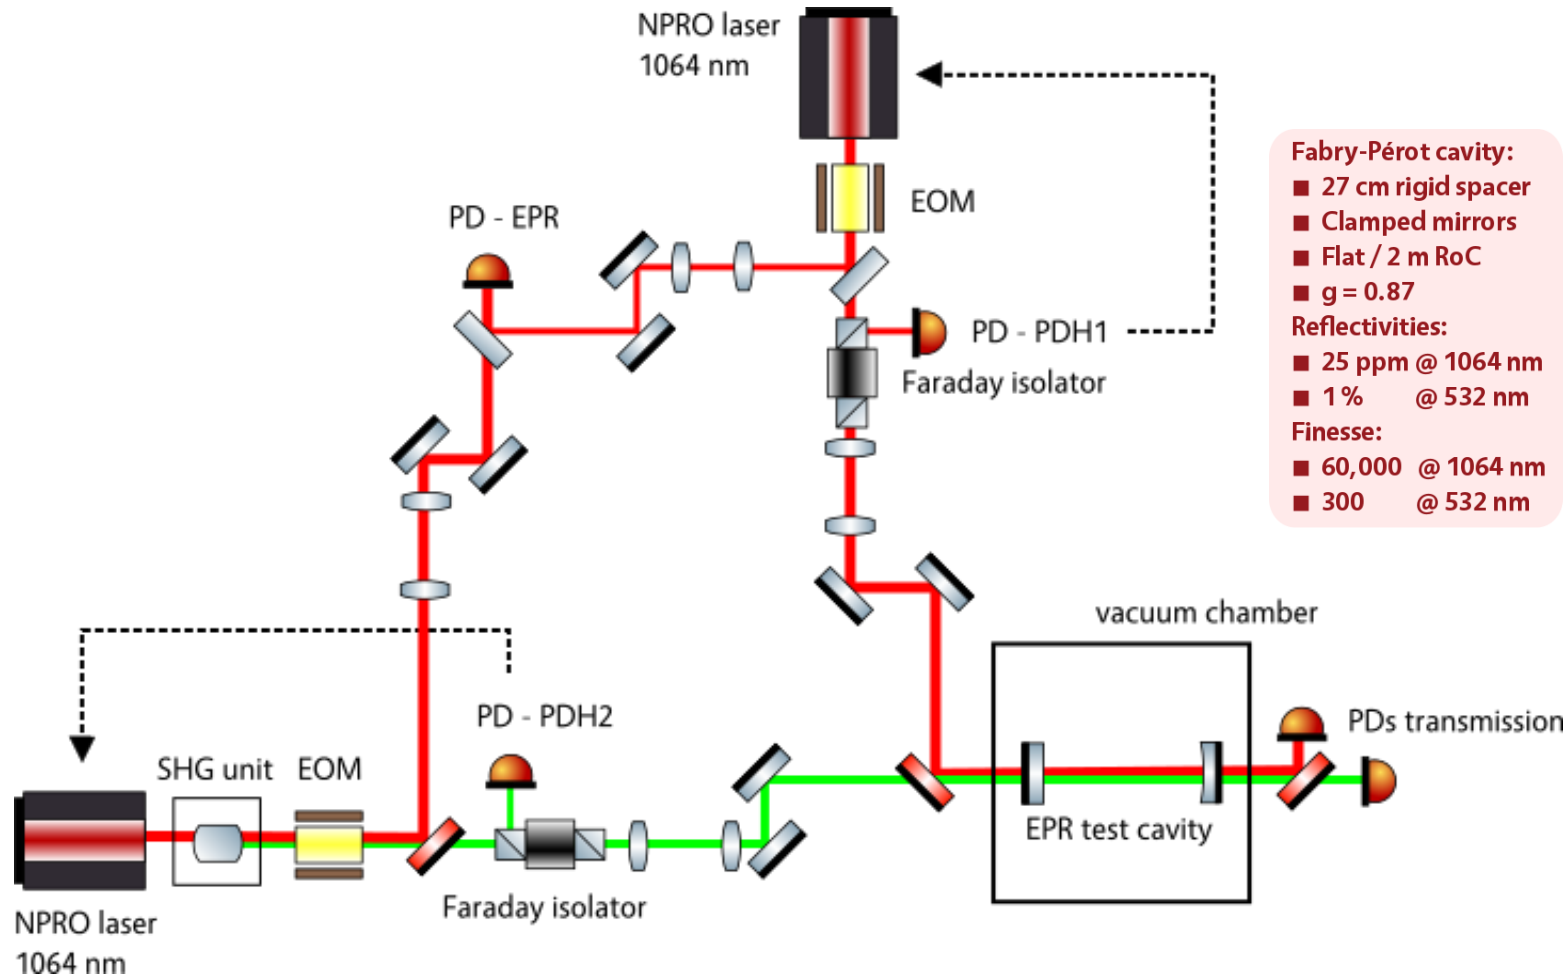 NPRO laser
1064 nm
EOM
PD - EPR
PD - PDH1
Faraday isolator
Fabry-Pérot cavity:
■ 27 cm rigid spacer
■ Clamped mirrors
■ Flat / 2 m RoC
■ g = 0.87
Reflectivities:
■ 25 ppm @ 1064 nm
■ 1% @ 532 nm
Finesse:
■ 60,000 @ 1064 nm
■ 300 @ 532 nm
vacuum chamber
PD - PDH2
PDs transmission
SHG unit
EOM
EPR test cavity
Faraday isolator
NPRO laser
1064 nm